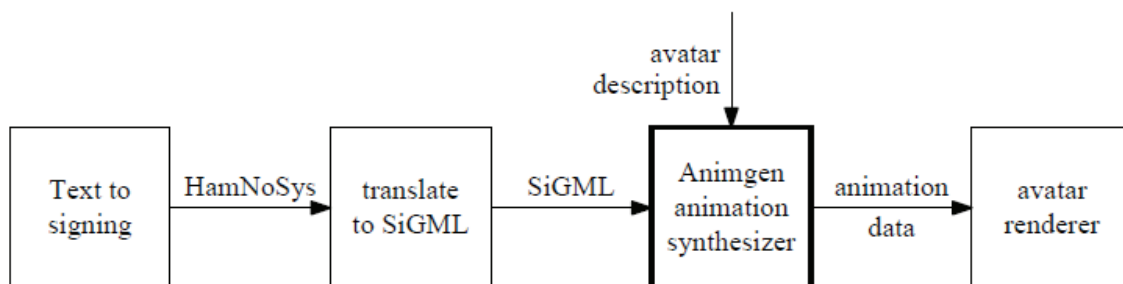 avatar
description
Text to
signing
HamNoSys
translate
to SiGML
SiGML
Animgen
animation
synthesizer
animation
data
avatar
renderer